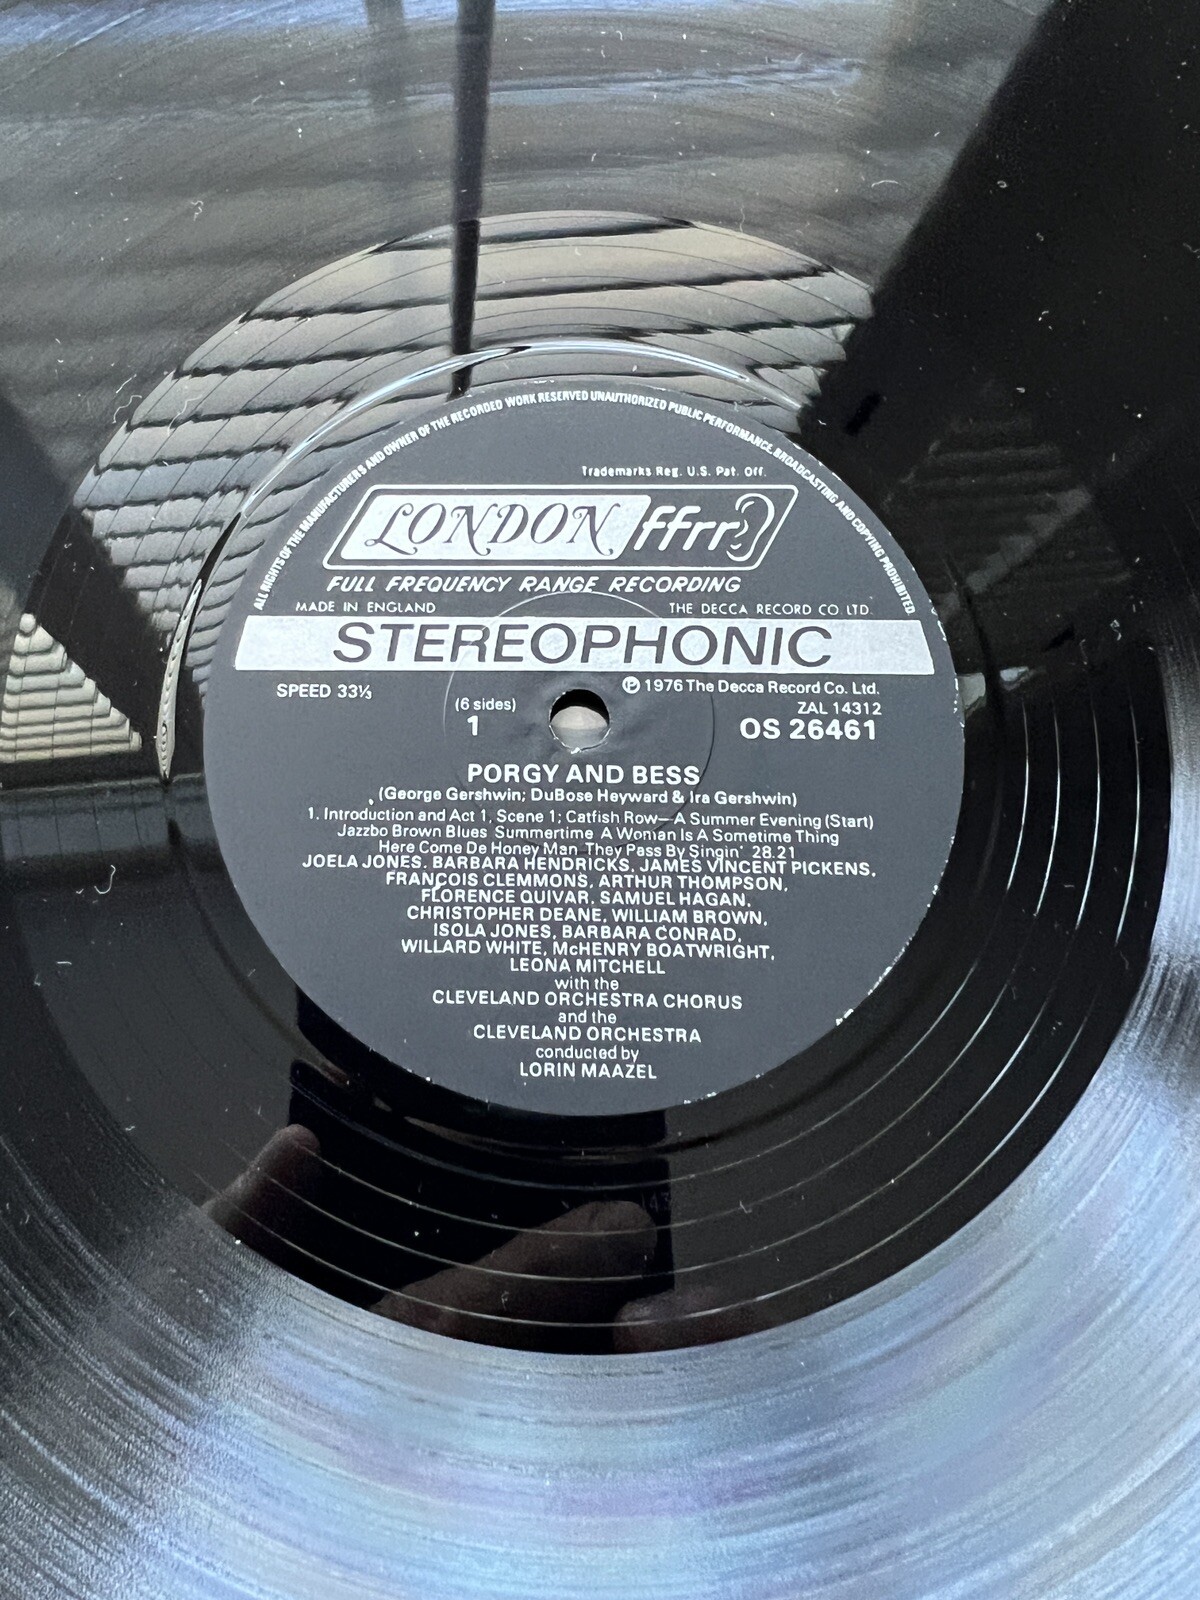 ALL RIGHTS OF THE MANUFACTURERS AND OWNER OF THE RECORDED WORK RESERVED UNAUTHORIZED PUBLIC PERFORMANCE, BROADCASTING AND COPYING PROHIBITED
Trademarks Reg. U.S. Pat. Off.
LONDON ffrr
FULL FREQUENCY RANGE RECORDING
MADE IN ENGLAND THE DECCA RECORD CO. LTD.
STEREOPHONIC
SPEED 33⅓ ℗ 1976 The Decca Record Co. Ltd.
(6 sides) ZAL 14312
1 OS 26461
PORGY AND BESS
(George Gershwin; DuBose Heyward & Ira Gershwin)
1. Introduction and Act 1, Scene 1; Catfish Row—A Summer Evening (Start)
Jazzbo Brown Blues Summertime A Woman Is A Sometime Thing
Here Come De Honey Man They Pass By Singin' 28.21
JOELA JONES, BARBARA HENDRICKS, JAMES VINCENT PICKENS,
FRANÇOIS CLEMMONS, ARTHUR THOMPSON,
FLORENCE QUIVAR, SAMUEL HAGAN,
CHRISTOPHER DEANE, WILLIAM BROWN,
ISOLA JONES, BARBARA CONRAD,
WILLARD WHITE, McHENRY BOATWRIGHT,
LEONA MITCHELL
with the
CLEVELAND ORCHESTRA CHORUS
and the
CLEVELAND ORCHESTRA
conducted by
LORIN MAAZEL